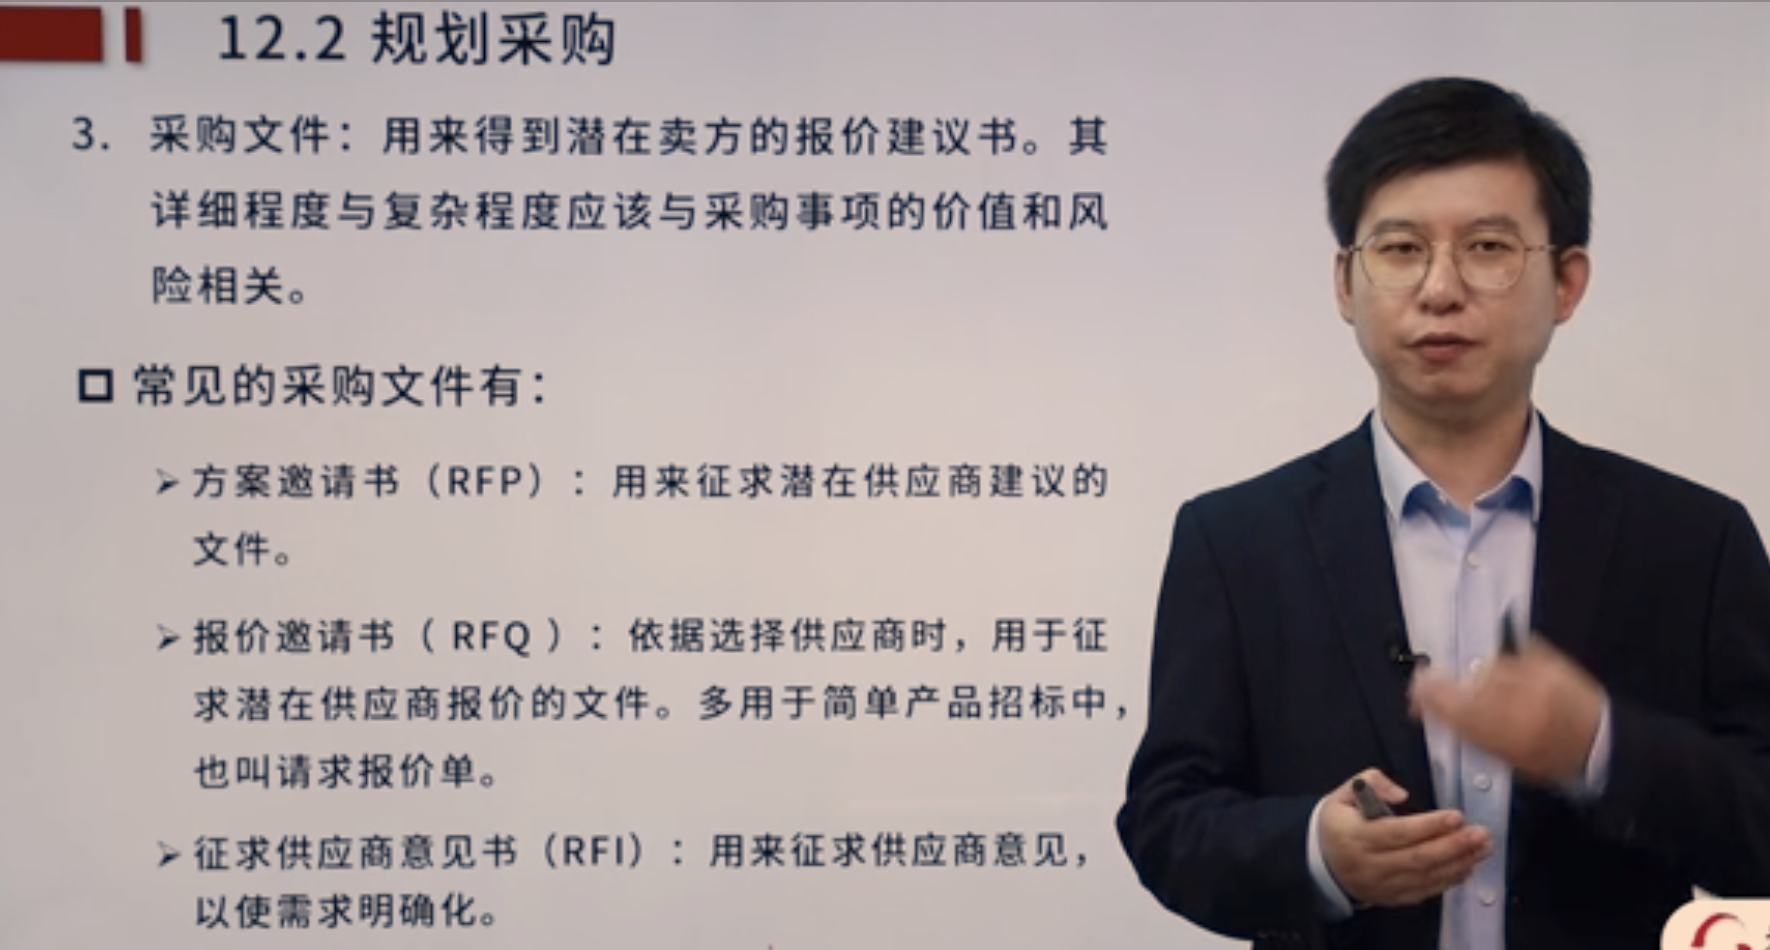 12.2 规划采购
3. 采购文件：用来得到潜在卖方的报价建议书。其
详细程度与复杂程度应该与采购事项的价值和风
险相关。
常见的采购文件有：
方案邀请书（RFP）：用来征求潜在供应商建议的
文件。
报价邀请书（ RFQ ）：依据选择供应商时，用于征
求潜在供应商报价的文件。多用于简单产品招标中，
也叫请求报价单。
征求供应商意见书（RFI）：用来征求供应商意见，
以使需求明确化。